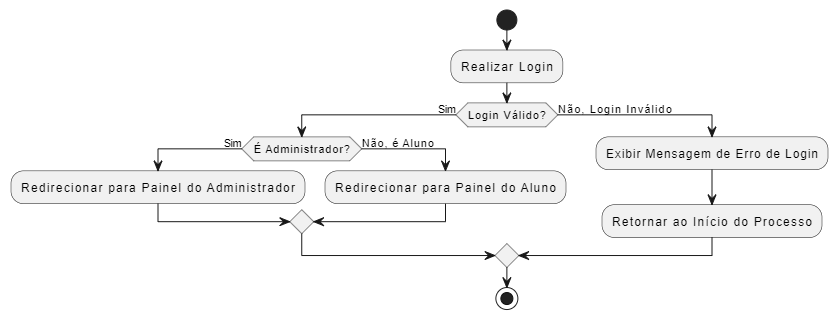 Realizar Login
Sim
Login Válido?
Não, Login Inválido
Sim
É Administrador?
Não, é Aluno
Exibir Mensagem de Erro de Login
Redirecionar para Painel do Administrador
Redirecionar para Painel do Aluno
Retornar ao Início do Processo